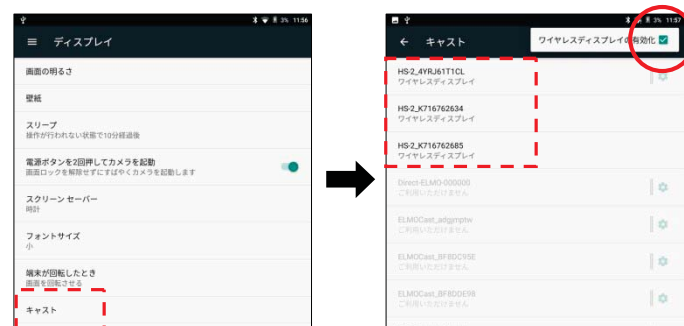 3% 11:56
ディスプレイ
画面の明るさ
壁紙
スリープ
操作が行われない状態で10分経過後
電源ボタンを2回押してカメラを起動
画面ロックを解除せずにすばやくカメラを起動します
スクリーン セーバー
時計
フォントサイズ
小
端末が回転したとき
画面を回転させる
キャスト
3% 11:57
キャスト
ワイヤレスディスプレイの有効化
HS-2_4YRJ61T1CL
ワイヤレスディスプレイ
HS-2_K716762634
ワイヤレスディスプレイ
HS-2_K716762685
ワイヤレスディスプレイ
Direct-ELMO-000000
ご利用いただけません
ELMOCast_adgjmptw
ご利用いただけません
ELMOCast_BF8DC95E
ご利用いただけません
ELMOCast_BF8DDE98
ご利用いただけません